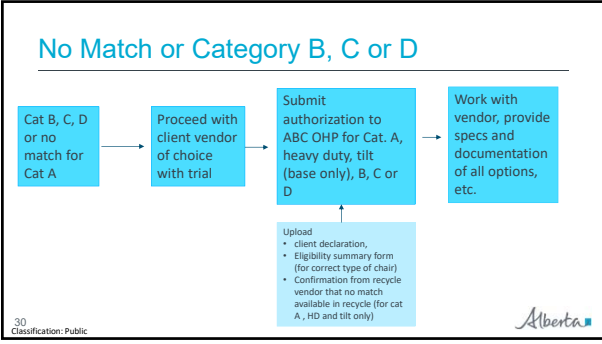 No Match or Category B, C or D
Cat B, C, D
or no
match for
Cat A
Proceed with
client vendor
of choice
with trial
Submit
authorization to
ABC OHP for Cat. A,
heavy duty, tilt
(base only), B, C or
D
Work with
vendor, provide
specs and
documentation
of all options,
etc.
Upload
• client declaration,
• Eligibility summary form
(for correct type of chair)
• Confirmation from recycle
vendor that no match
available in recycle (for cat
A , HD and tilt only)
30
Classification: Public
Alberta